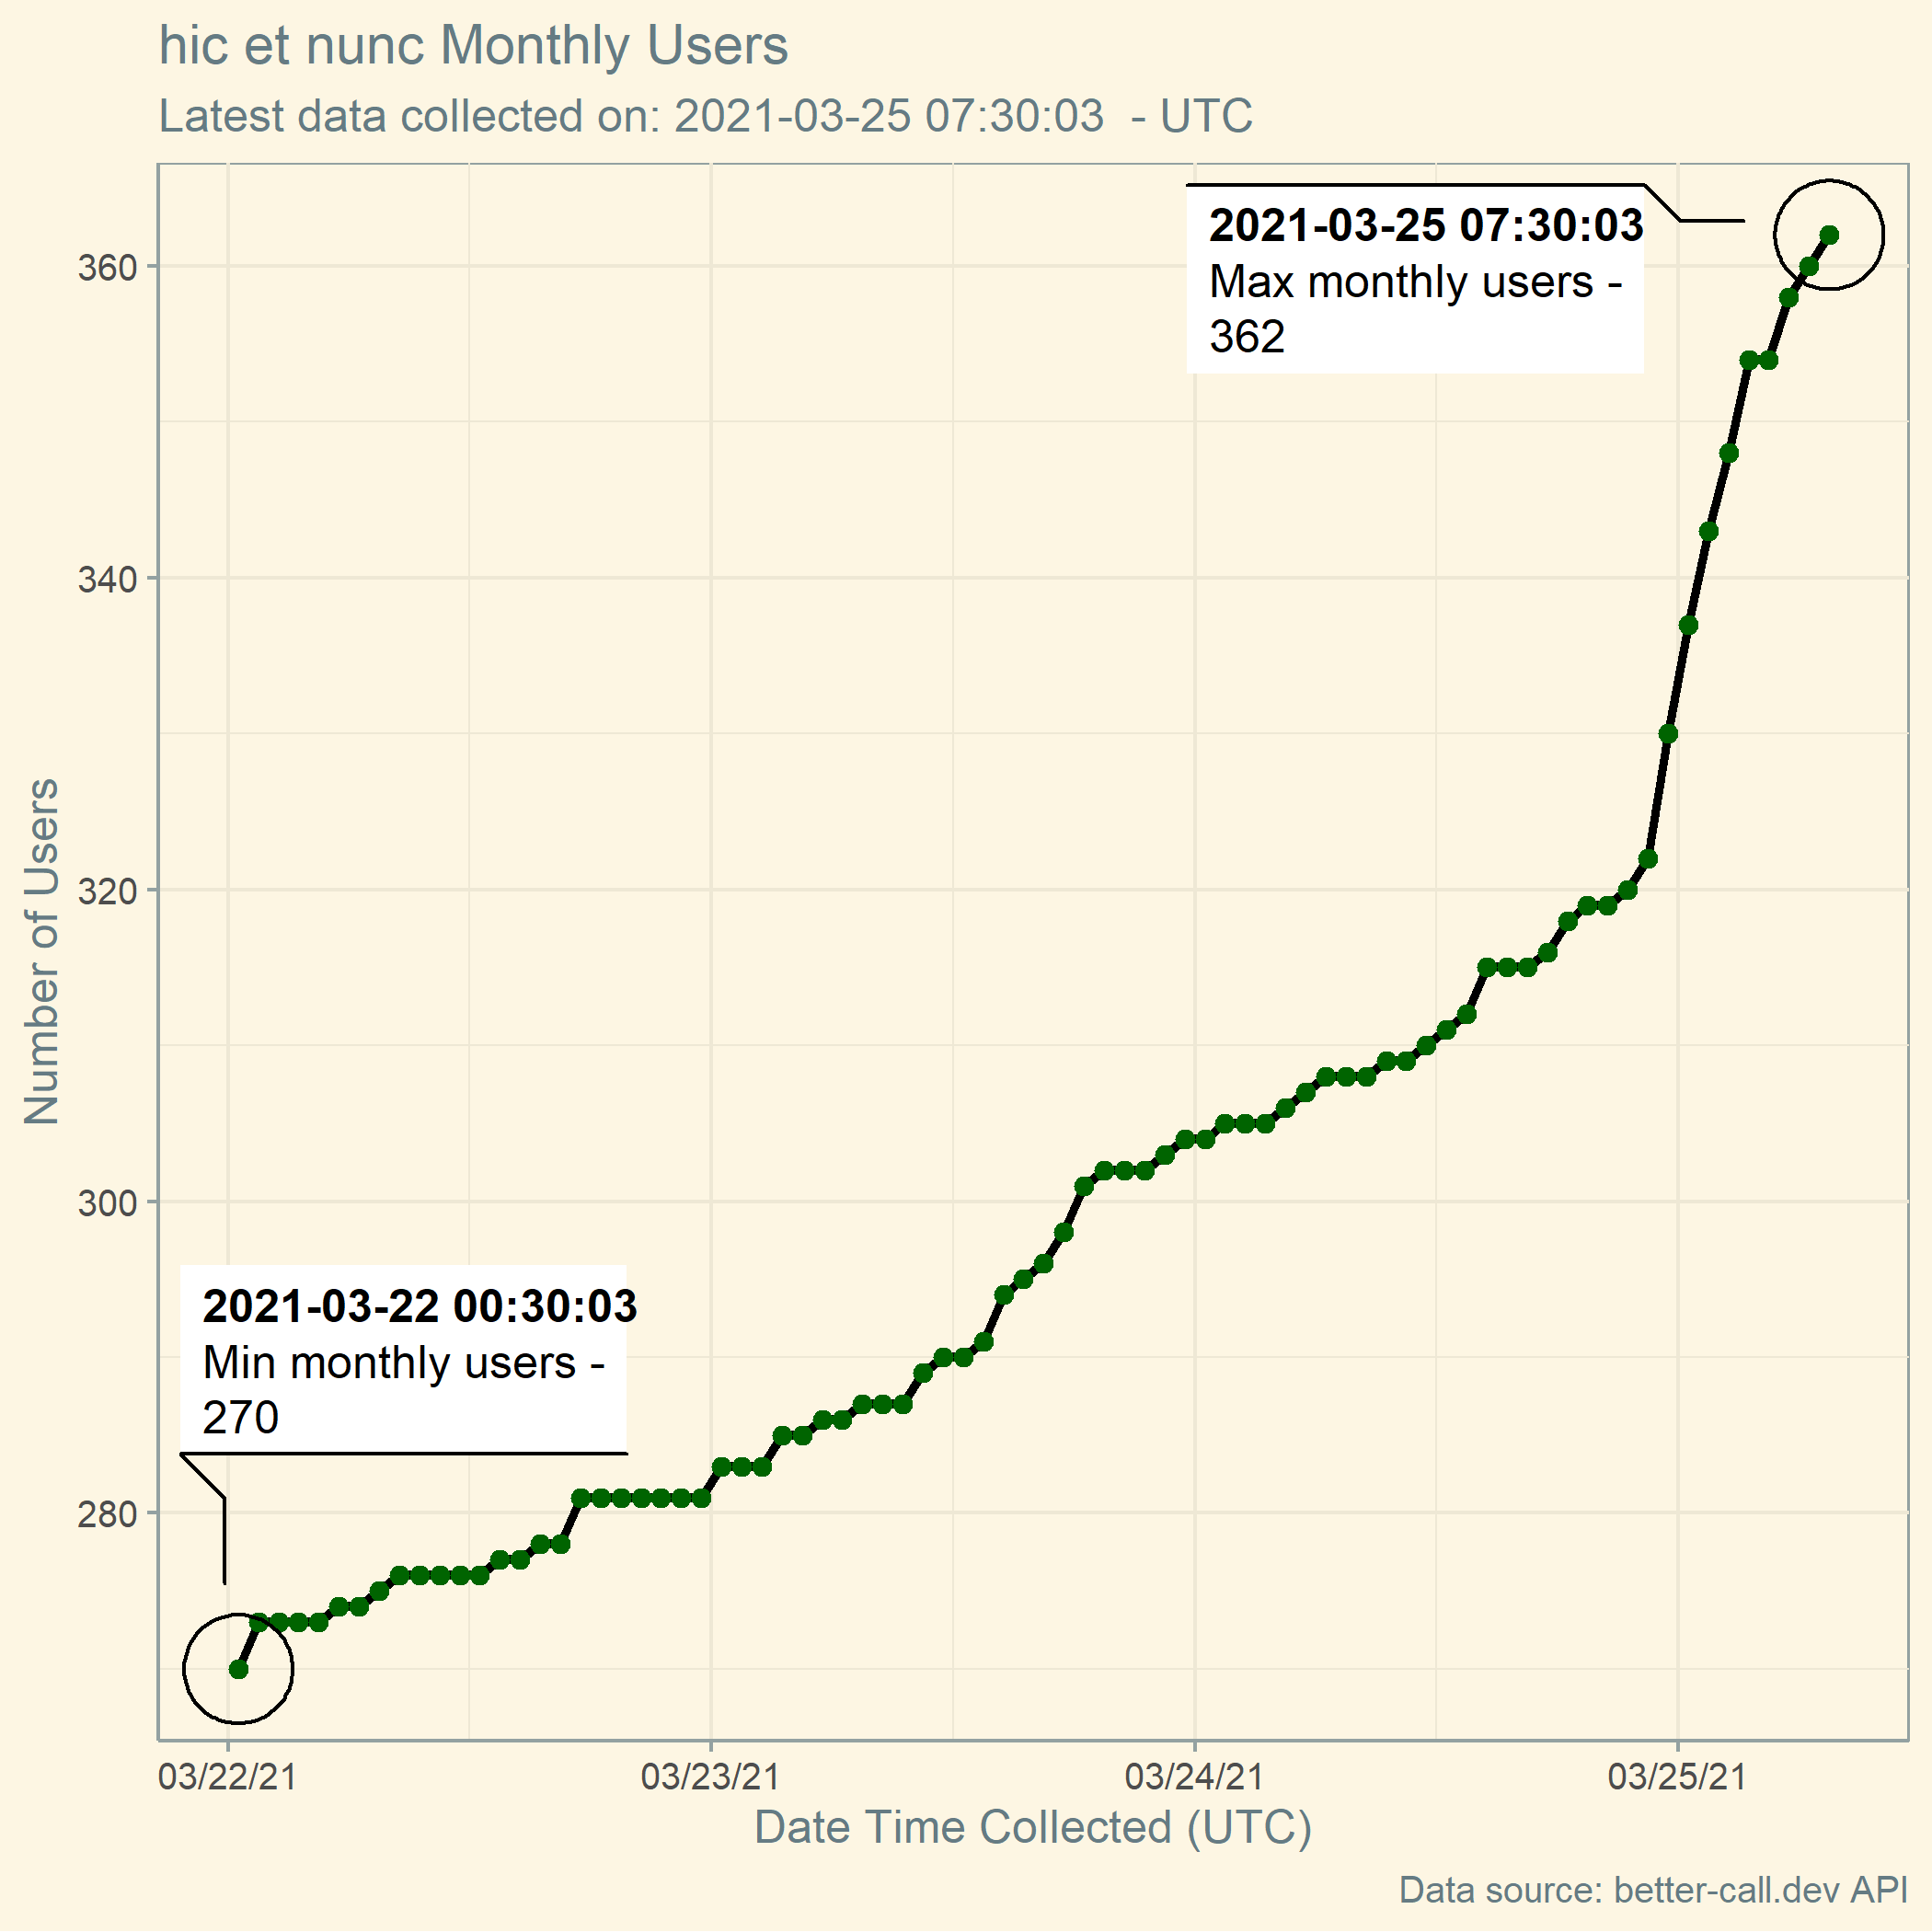 hic et nunc Monthly Users
Latest data collected on: 2021-03-25 07:30:03  - UTC
2021-03-25 07:30:03
Max monthly users -
362
360
340
320
300
280
Number of Users
2021-03-22 00:30:03
Min monthly users -
270
03/22/21 03/23/21 03/24/21 03/25/21
Date Time Collected (UTC)
Data source: better-call.dev API